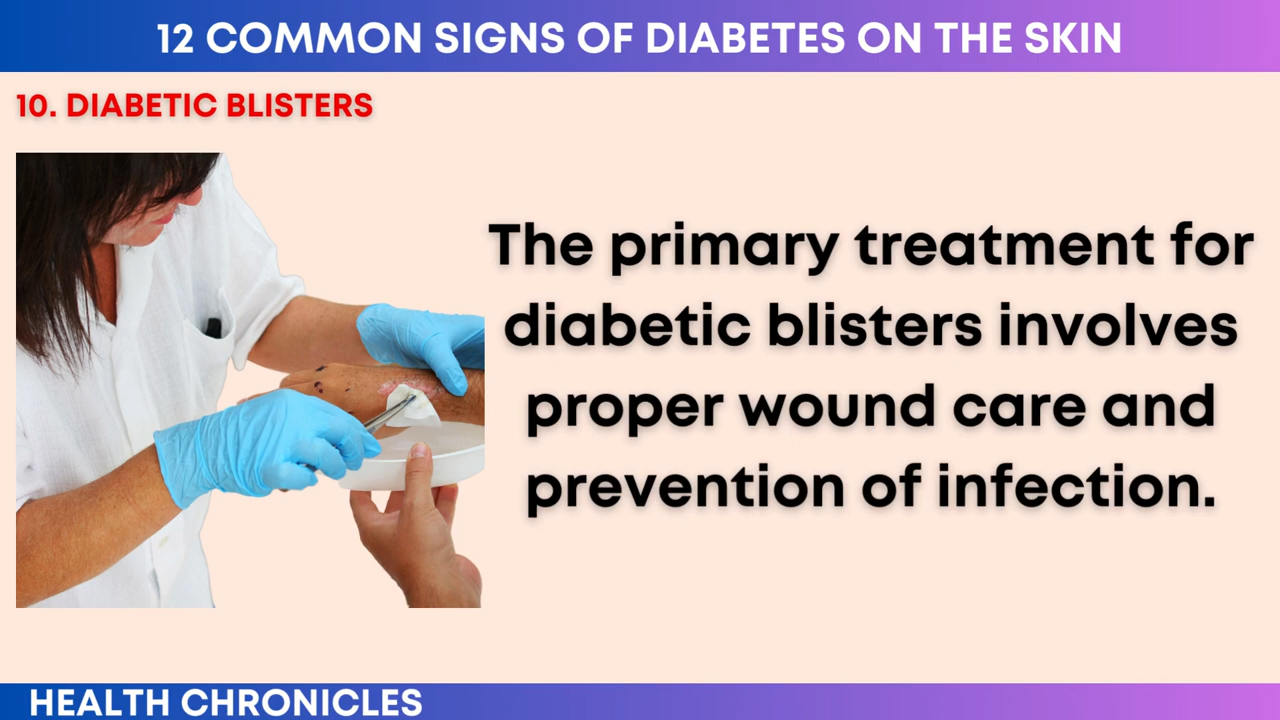 12 COMMON SIGNS OF DIABETES ON THE SKIN
10. DIABETIC BLISTERS
The primary treatment for
diabetic blisters involves
proper wound care and
prevention of infection.
HEALTH CHRONICLES